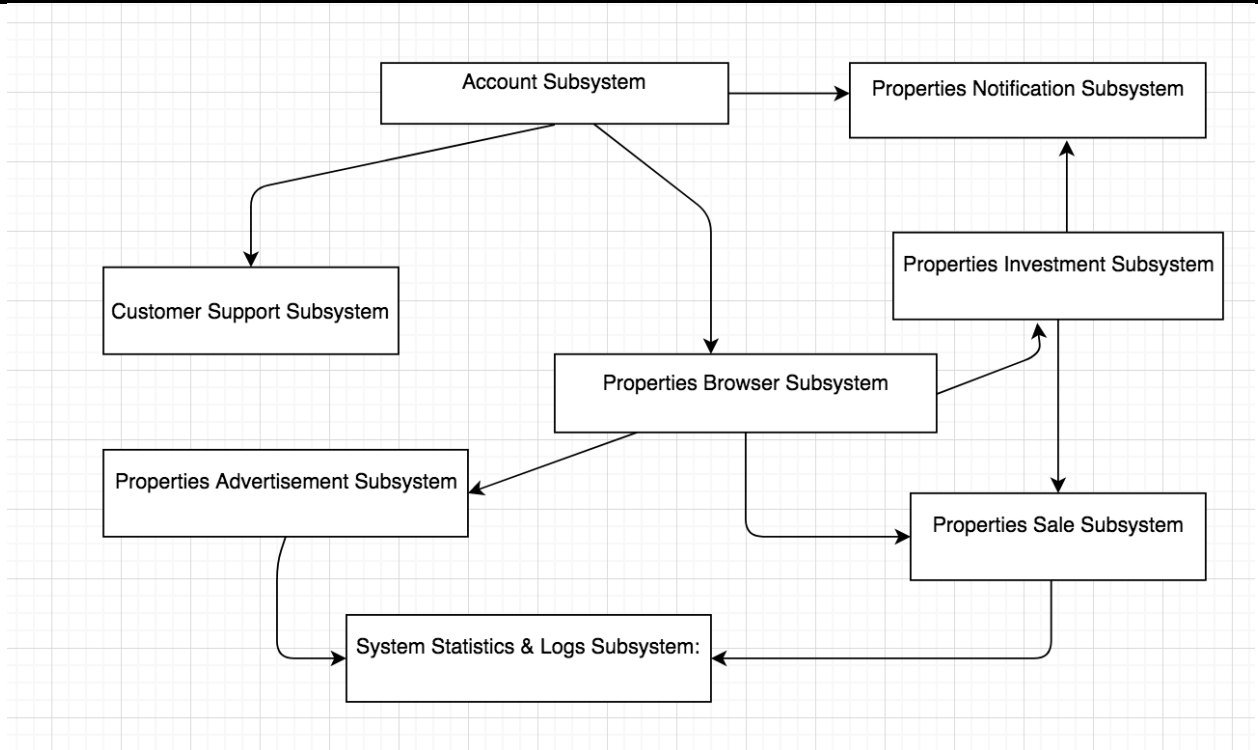 Account Subsystem
Properties Notification Subsystem
Properties Investment Subsystem
Customer Support Subsystem
Properties Browser Subsystem
Properties Advertisement Subsystem
Properties Sale Subsystem
System Statistics & Logs Subsystem: